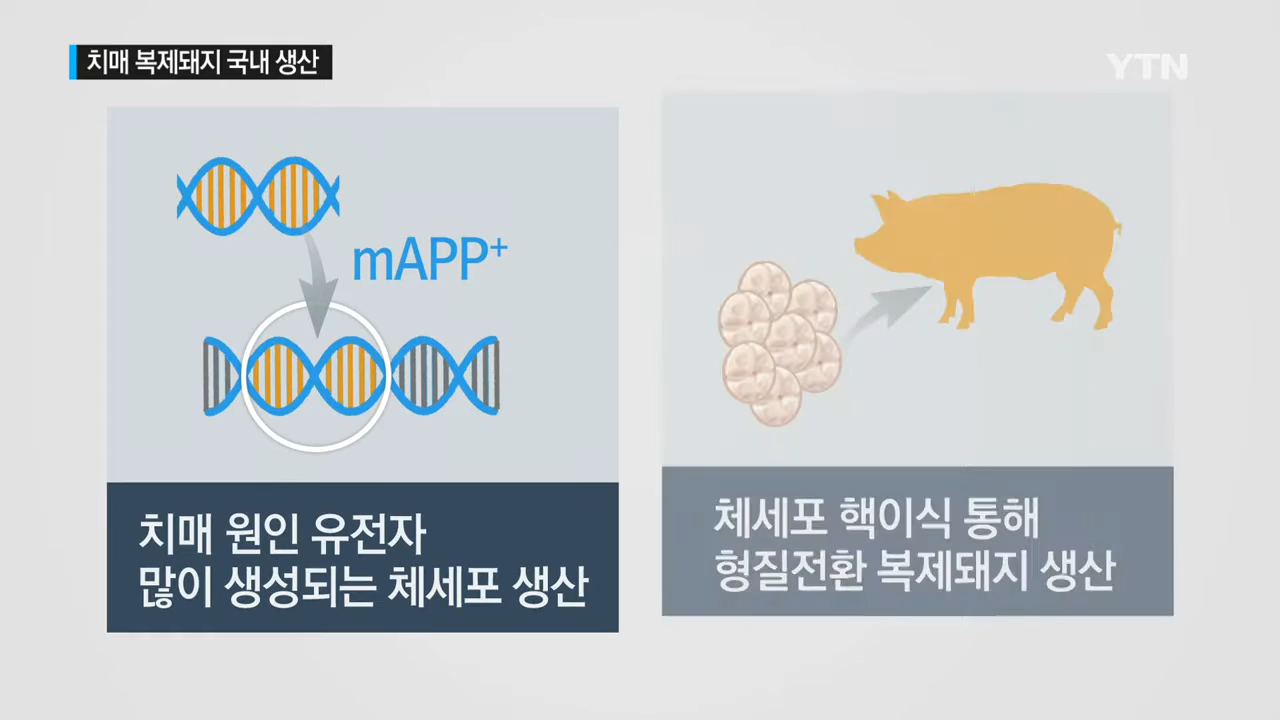 치매 복제돼지 국내 생산
YTN
mAPP⁺
치매 원인 유전자
많이 생성되는 체세포 생산
체세포 핵이식 통해
형질전환 복제돼지 생산